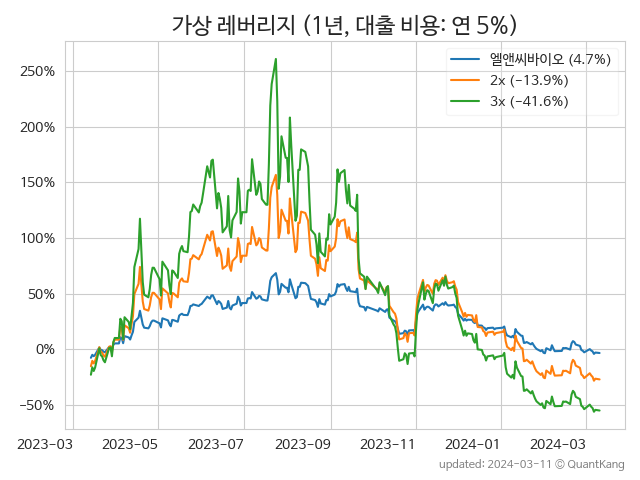 가상 레버리지 (1년, 대출 비용: 연 5%)
엘앤씨바이오 (4.7%)
2x (−13.9%)
3x (−41.6%)
250%
200%
150%
100%
50%
0%
−50%
2023-03 2023-05 2023-07 2023-09 2023-11 2024-01 2024-03
updated: 2024-03-11 © QuantKang